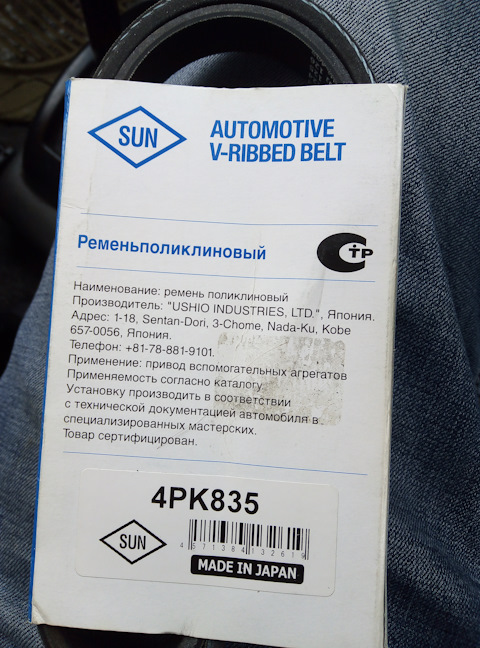 SUN
AUTOMOTIVE
V-RIBBED BELT
Ременьполиклиновый
СТР
Наименование: ремень поликлиновый
Производитель: "USHIO INDUSTRIES, LTD.", Япония.
Адрес: 1-18, Sentan-Dori, 3-Chome, Nada-Ku, Kobe
657-0056, Япония.
Телефон: +81-78-881-9101.
Применение: привод вспомогательных агрегатов
Применяемость согласно каталогу.
Установку производить в соответствии
с технической документацией автомобиля в
специализированных мастерских.
Товар сертифицирован.
4PK835
SUN
4571384132619
MADE IN JAPAN